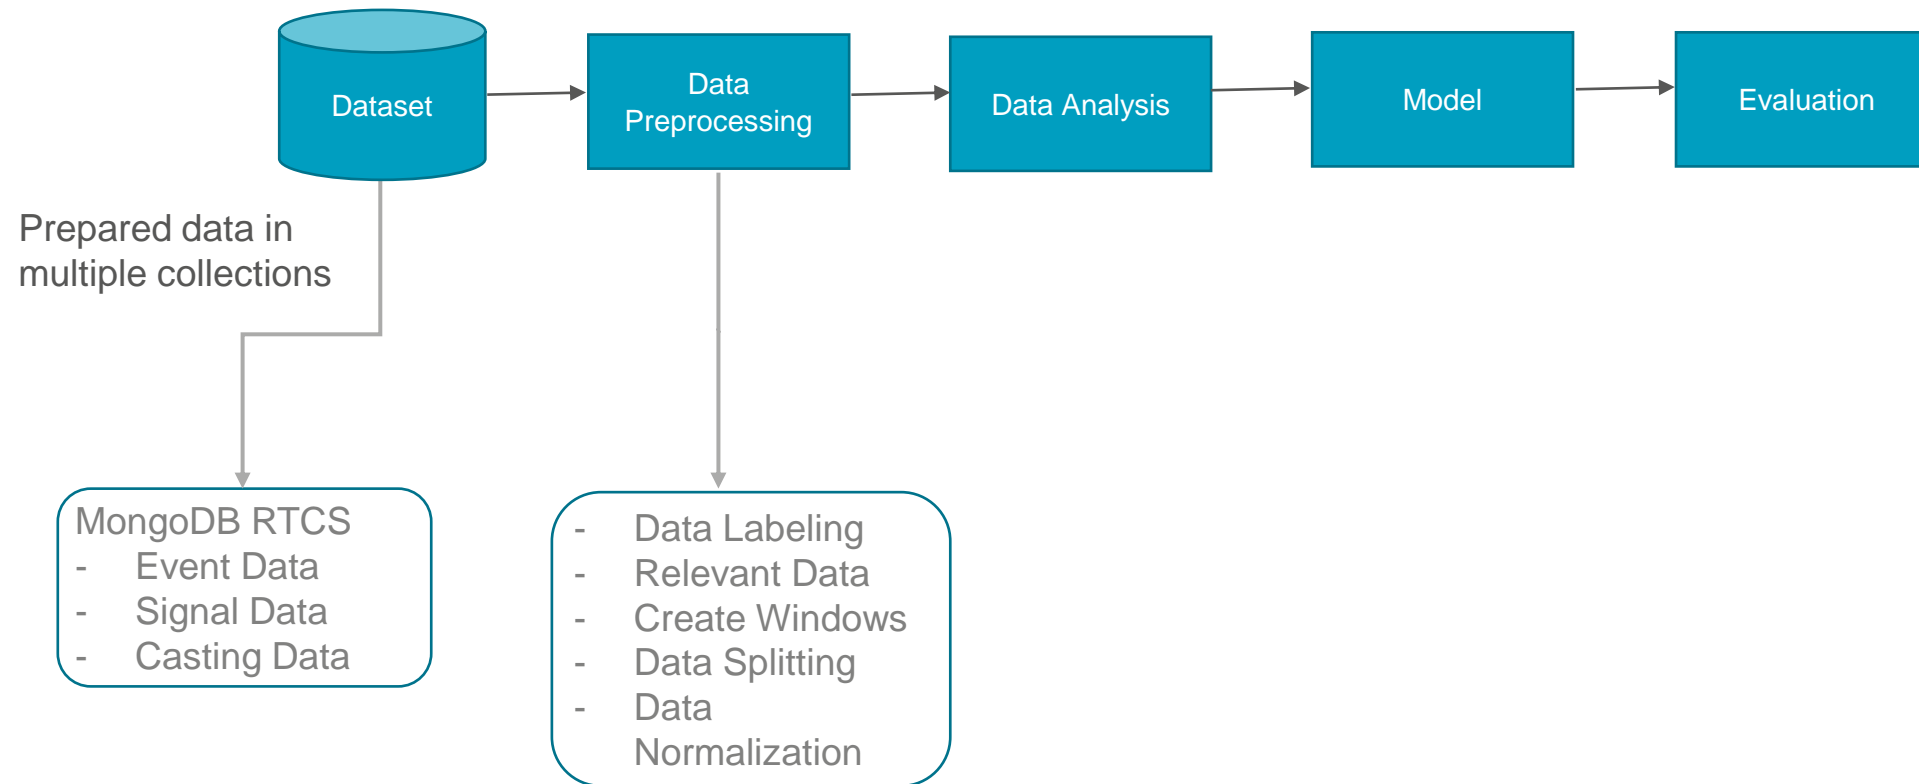 Dataset
Data
Preprocessing
Data Analysis
Model
Evaluation
Prepared data in
multiple collections
MongoDB RTCS
- Event Data
- Signal Data
- Casting Data
- Data Labeling
- Relevant Data
- Create Windows
- Data Splitting
- Data
Normalization